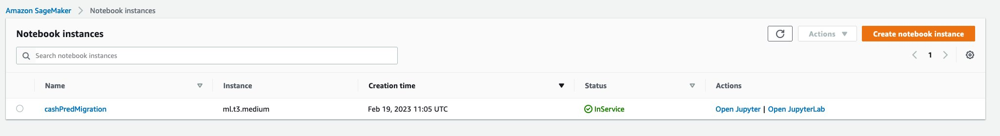 Amazon SageMaker > Notebook instances
Notebook instances
Actions
Create notebook instance
Search notebook instances
1
Name Instance Creation time Status Actions
cashPredMigration ml.t3.medium Feb 19, 2023 11:05 UTC InService Open Jupyter | Open JupyterLab